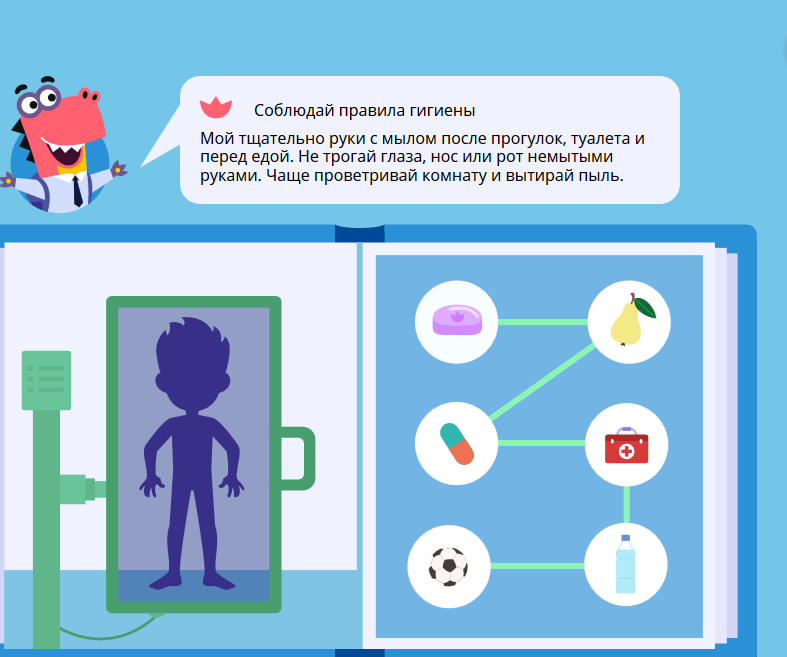 Соблюдай правила гигиены
Мой тщательно руки с мылом после прогулок, туалета и
перед едой. Не трогай глаза, нос или рот немытыми
руками. Чаще проветривай комнату и вытирай пыль.